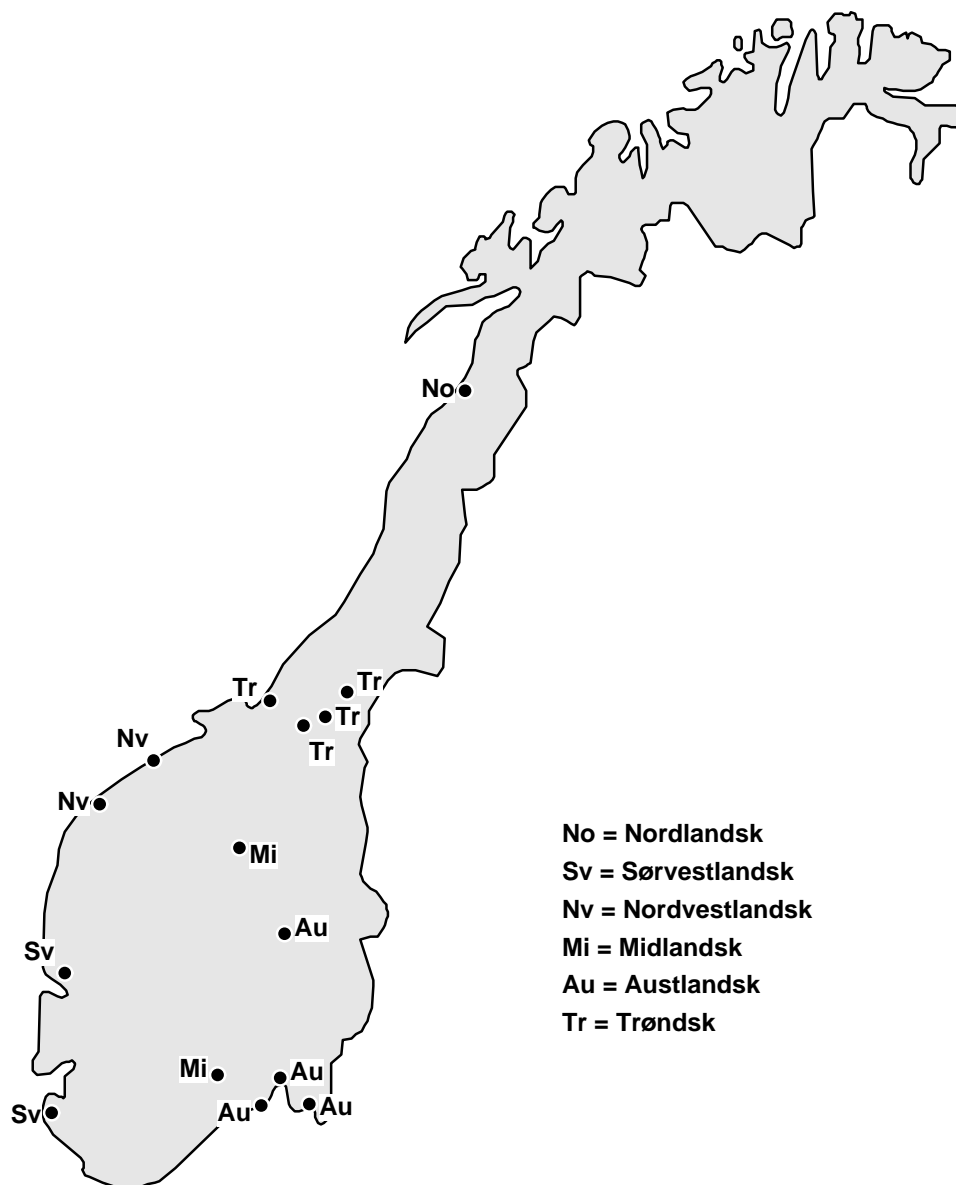 No
Tr
Tr
Tr
Tr
Nv
Nv
Mi
Au
Sv
Mi
Au
Au
Au
Sv
No = Nordlandsk
Sv = Sørvestlandsk
Nv = Nordvestlandsk
Mi = Midlandsk
Au = Austlandsk
Tr = Trøndsk